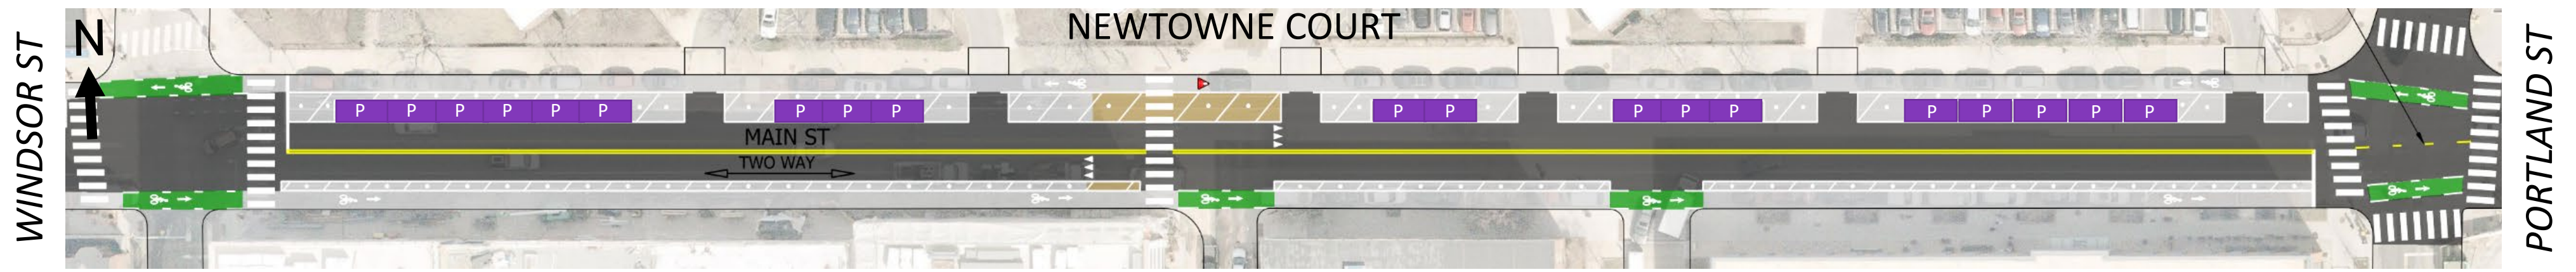 NEWTOWNE COURT
N
WINDSOR ST
P P P P P P P P P P P P P P P P P P P
MAIN ST
TWO WAY
PORTLAND ST